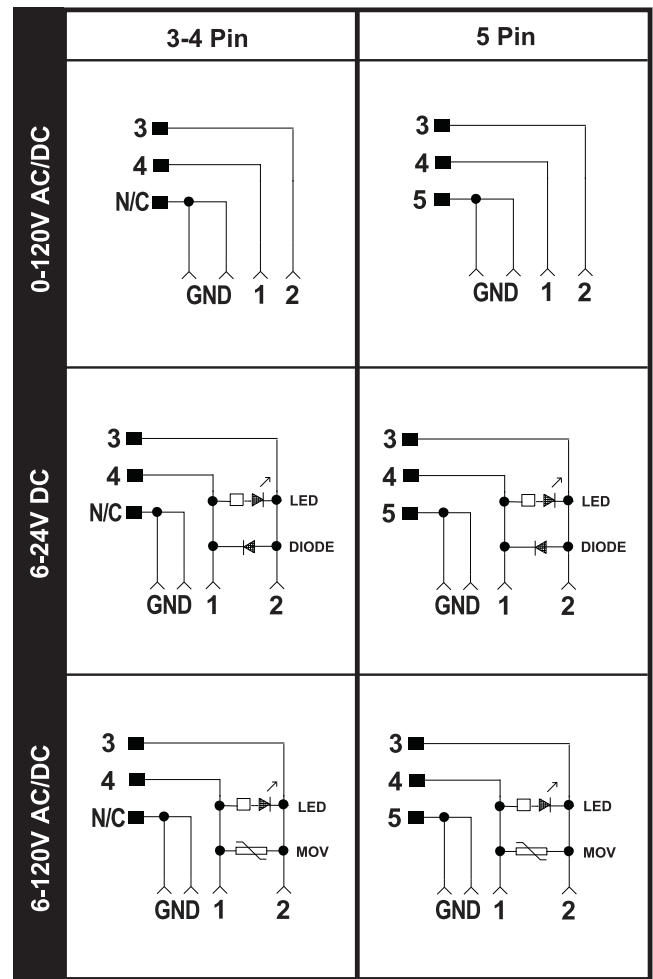 3-4 Pin
5 Pin
0-120V AC/DC
3
4
N/C
GND 1 2
3
4
5
GND 1 2
6-24V DC
3
4
N/C
LED
DIODE
GND 1 2
3
4
5
LED
DIODE
GND 1 2
6-120V AC/DC
3
4
N/C
LED
MOV
GND 1 2
3
4
5
LED
MOV
GND 1 2